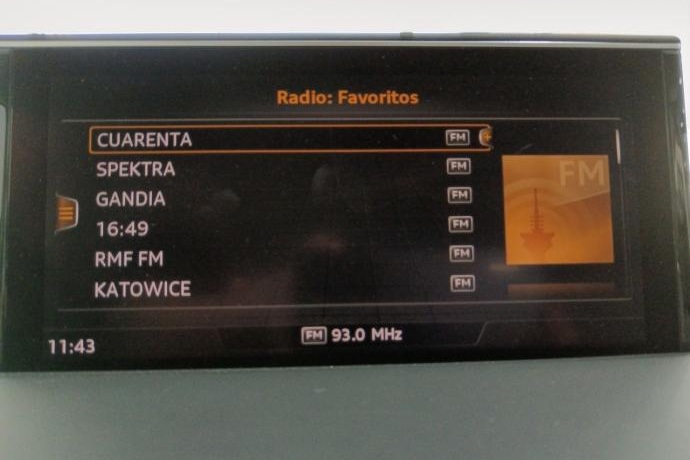 Radio: Favoritos
CUARENTA FM
SPEKTRA FM
GANDIA FM
16:49 FM
RMF FM FM
KATOWICE FM
FM
FM 93.0 MHz
11:43